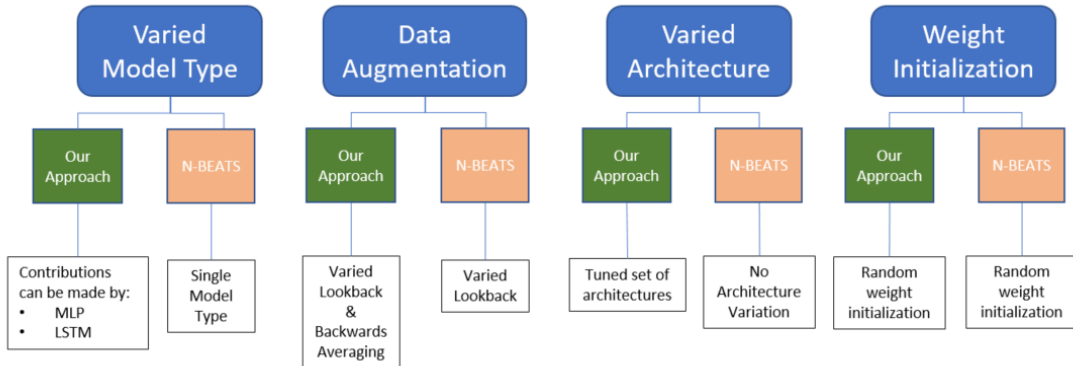 Varied
Model Type
Data
Augmentation
Varied
Architecture
Weight
Initialization
Our
Approach
N-BEATS
Our
Approach
N-BEATS
Our
Approach
N-BEATS
Our
Approach
N-BEATS
Contributions
can be made by:
• MLP
• LSTM
Single
Model
Type
Varied
Lookback
&
Backwards
Averaging
Varied
Lookback
Tuned set of
architectures
No
Architecture
Variation
Random
weight
initialization
Random
weight
initialization